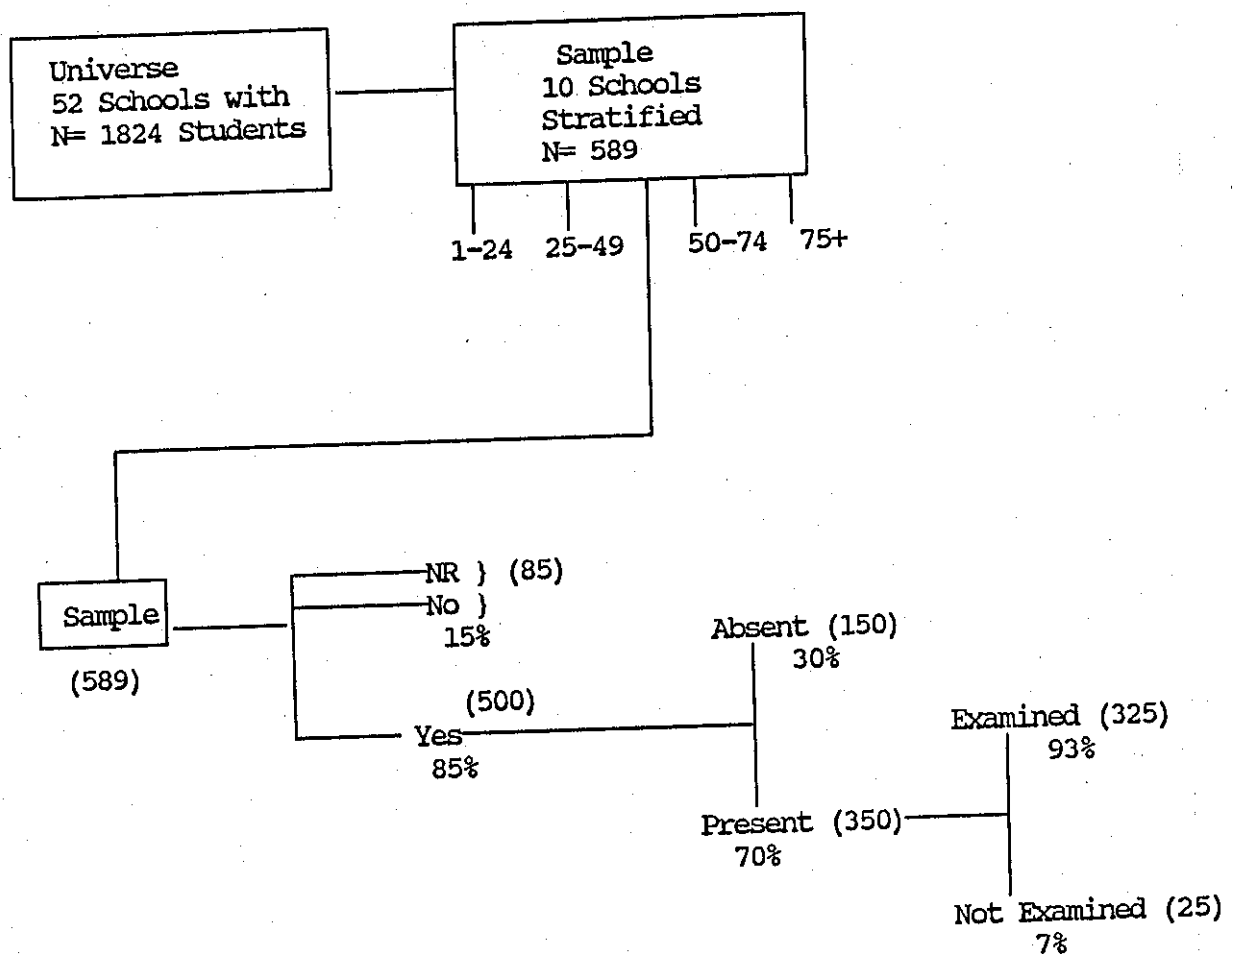 Universe
52 Schools with
N= 1824 Students
Sample
10 Schools
Stratified
N= 589
1-24 25-49 50-74 75+
NR } (85)
No }
15%
Sample
(589)
(500)
Yes
85%
Absent (150)
30%
Present (350)
70%
Examined (325)
93%
Not Examined (25)
7%